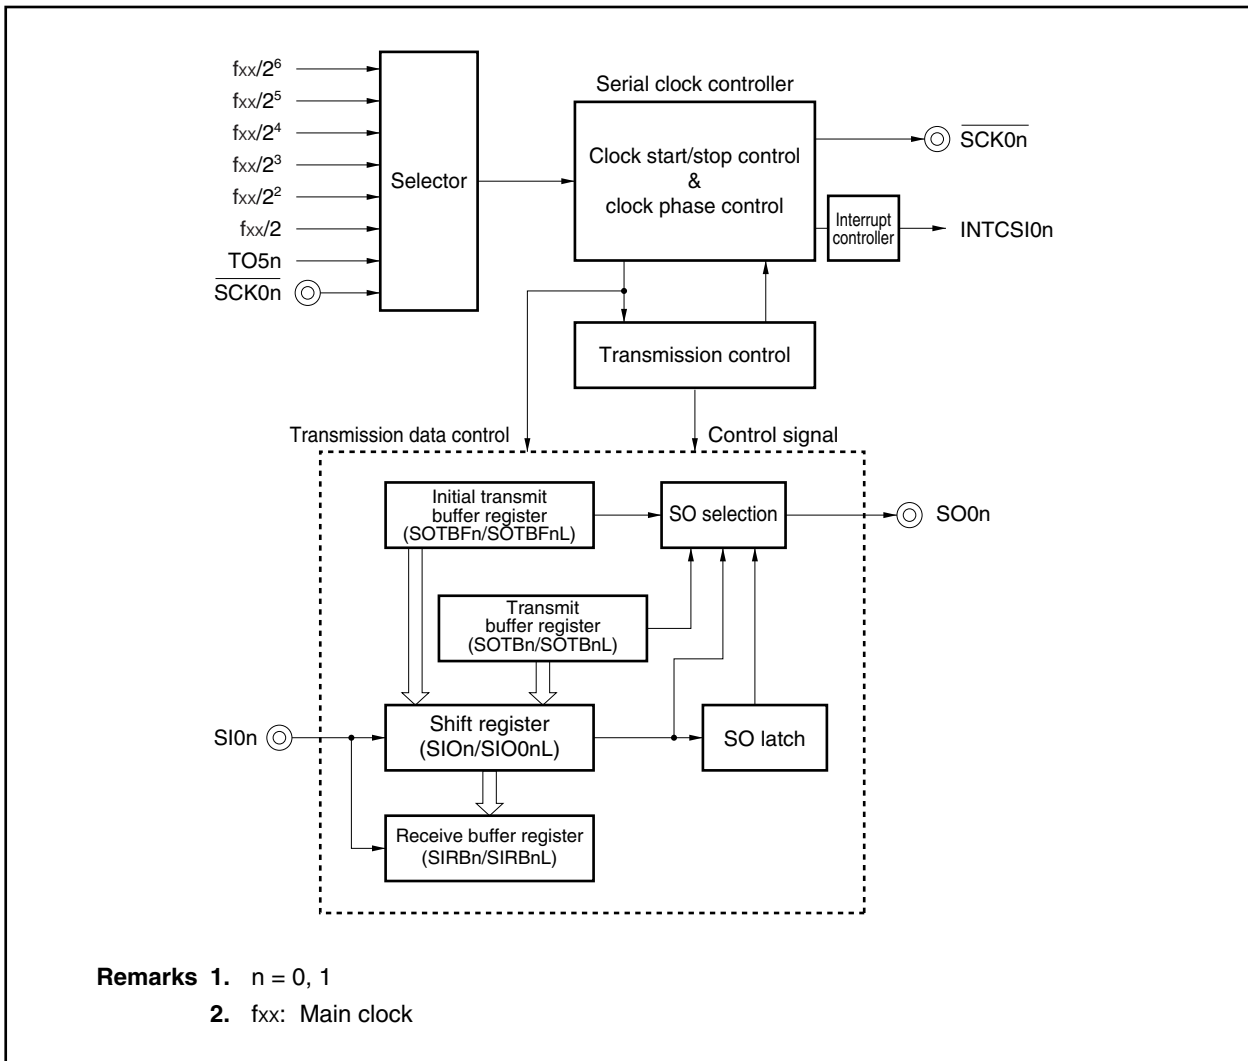 fxx/2⁶
fxx/2⁵
fxx/2⁴
fxx/2³
fxx/2²
fxx/2
TO5n
SCK0n
Selector
Serial clock controller
Clock start/stop control
&
clock phase control
SCK0n
Interrupt
controller
INTCSI0n
Transmission control
Transmission data control
Control signal
Initial transmit
buffer register
(SOTBFn/SOTBFnL)
SO selection
SO0n
Transmit
buffer register
(SOTBn/SOTBnL)
SI0n
Shift register
(SIOn/SIO0nL)
SO latch
Receive buffer register
(SIRBn/SIRBnL)
Remarks 1. n = 0, 1
2. fxx: Main clock